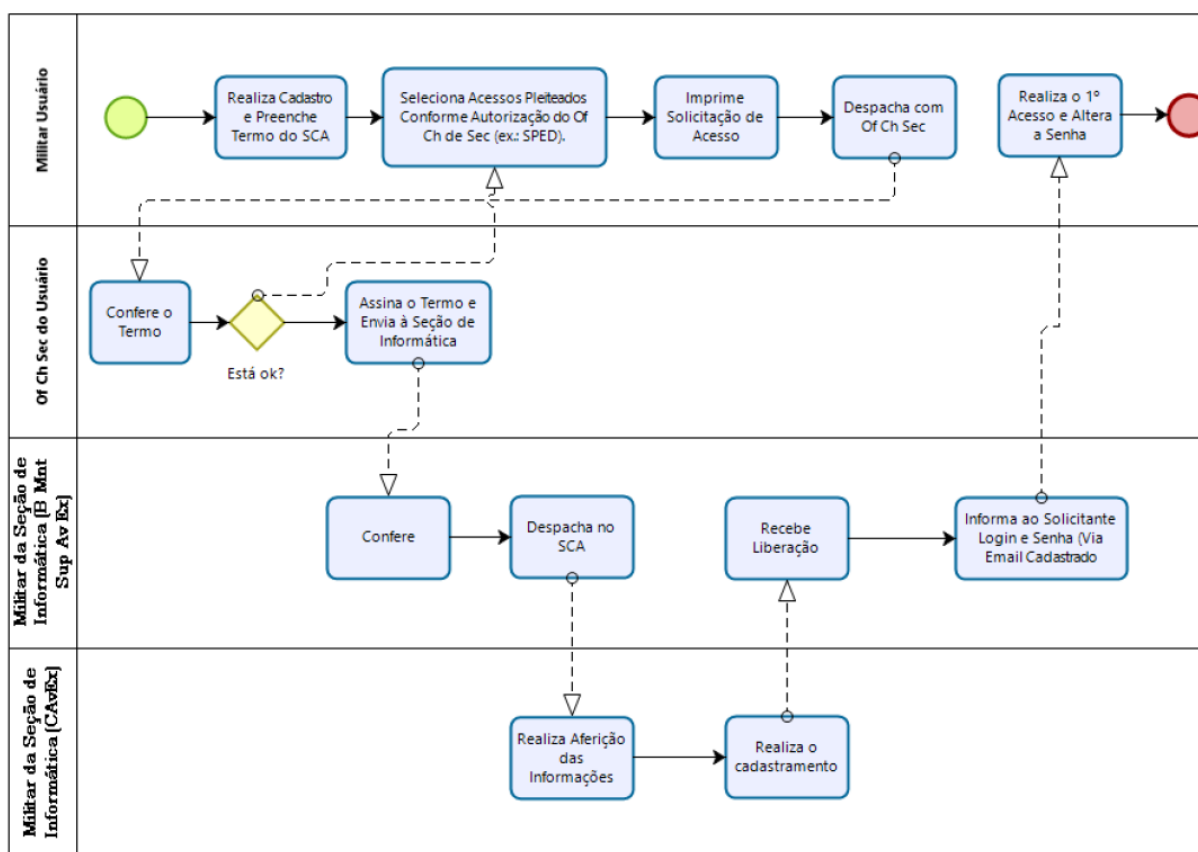 Militar Usuário
Realiza Cadastro
e Preenche
Termo do SCA
Seleciona Acessos Pleiteados
Conforme Autorização do Of
Ch de Sec (ex.: SPED).
Imprime
Solicitação de
Acesso
Despacha com
Of Ch Sec
Realiza o 1º
Acesso e Altera
a Senha
Of Ch Sec do Usuário
Confere o
Termo
Está ok?
Assina o Termo e
Envia à Seção de
Informática
Militar da Seção de
Informática (B Mnt
Sup Av Ex)
Confere
Despacha no
SCA
Recebe
Liberação
Informa ao Solicitante
Login e Senha (Via
Email Cadastrado
Militar da Seção de
Informática (CAvEx)
Realiza Aferição
das
Informações
Realiza o
cadastramento